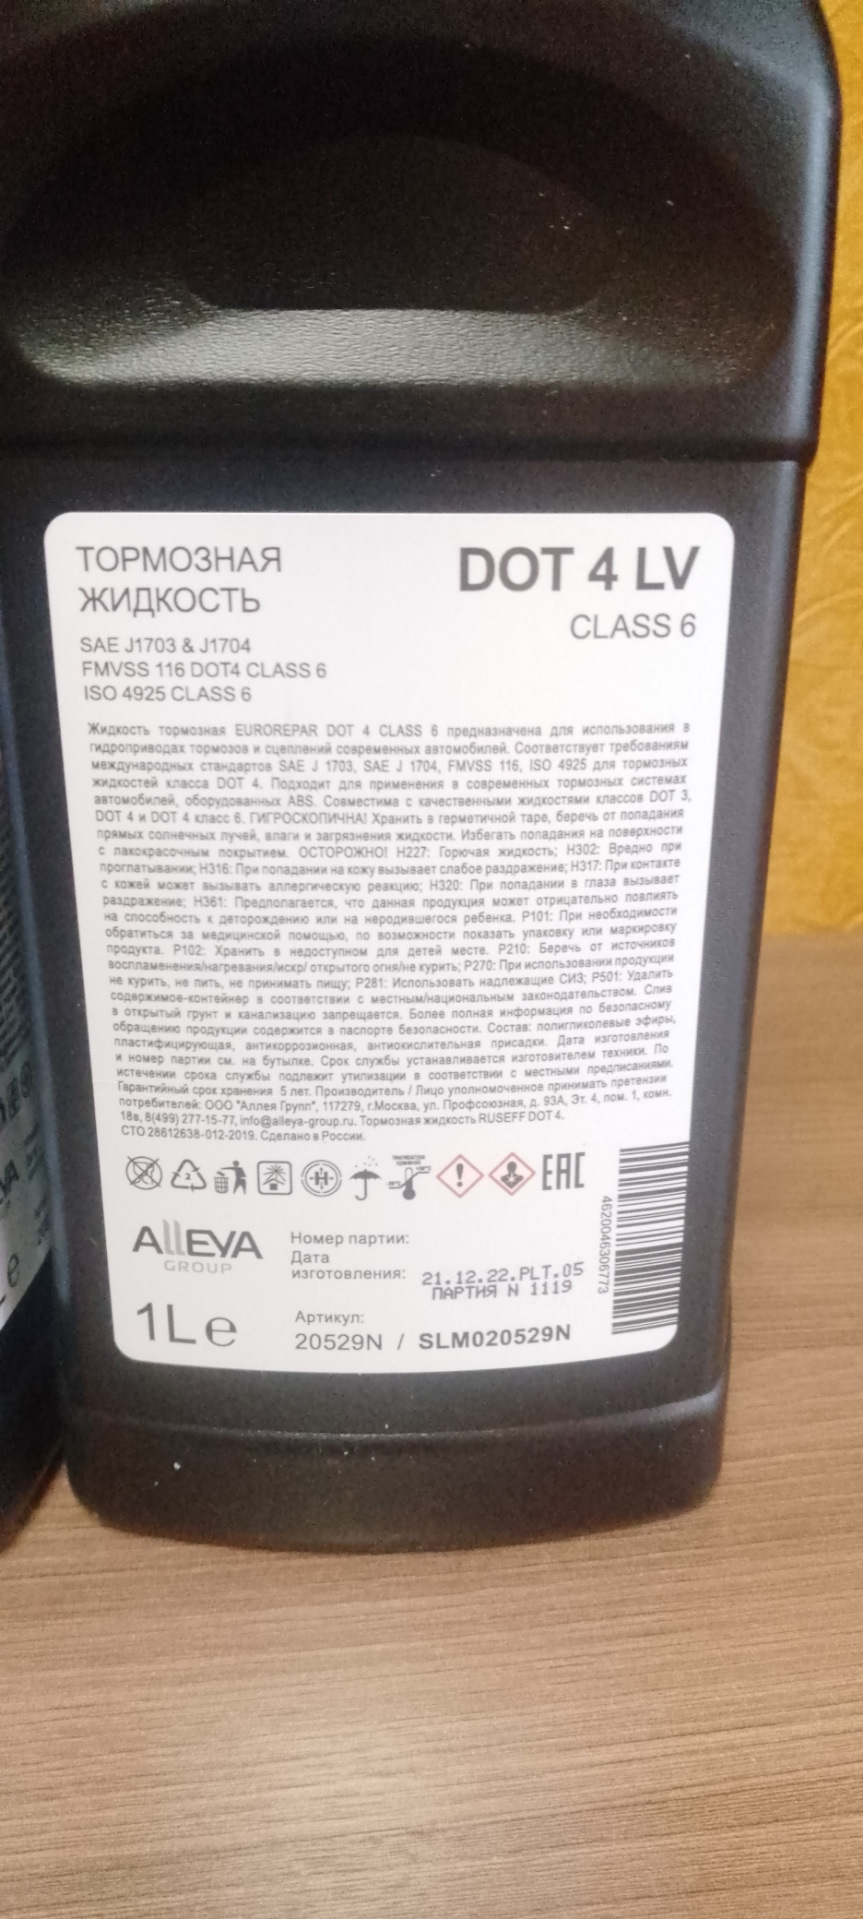 ТОРМОЗНАЯ
ЖИДКОСТЬ
DOT 4 LV
CLASS 6
SAE J1703 & J1704
FMVSS 116 DOT4 CLASS 6
ISO 4925 CLASS 6
Жидкость тормозная EUROREPAR DOT 4 CLASS 6 предназначена для использования в
гидроприводах тормозов и сцеплений современных автомобилей. Соответствует требованиям
международных стандартов SAE J 1703, SAE J 1704, FMVSS 116, ISO 4925 для тормозных
жидкостей класса DOT 4. Подходит для применения в современных тормозных системах
автомобилей, оборудованных ABS. Совместима с качественными жидкостями классов DOT 3,
DOT 4 и DOT 4 класс 6. ГИГРОСКОПИЧНА! Хранить в герметичной таре, беречь от попадания
прямых солнечных лучей, влаги и загрязнения жидкости. Избегать попадания на поверхности
с лакокрасочным покрытием. ОСТОРОЖНО! H227: Горючая жидкость; H302: Вредно при
проглатывании; H316: При попадании на кожу вызывает слабое раздражение; H317: При контакте
с кожей может вызывать аллергическую реакцию; H320: При попадании в глаза вызывает
раздражение; H361: Предполагается, что данная продукция может отрицательно повлиять
на способность к деторождению или на неродившегося ребенка. P101: При необходимости
обратиться за медицинской помощью, по возможности показать упаковку или маркировку
продукта. P102: Хранить в недоступном для детей месте. P210: Беречь от источников
воспламенения/нагревания/искр/ открытого огня/не курить; P270: При использовании продукции
не курить, не пить, не принимать пищу; P281: Использовать надлежащие СИЗ; P501: Удалить
содержимое-контейнер в соответствии с местным/национальным законодательством. Слив
в открытый грунт и канализацию запрещается. Более полная информация по безопасному
обращению продукции содержится в паспорте безопасности. Состав: полигликолевые эфиры,
пластифицирующая, антикоррозионная, антиокислительная присадки. Дата изготовления
и номер партии см. на бутылке. Срок службы устанавливается изготовителем техники. По
истечении срока службы подлежит утилизации в соответствии с местными предписаниями.
Гарантийный срок хранения 5 лет. Производитель / Лицо уполномоченное принимать претензии
потребителей: ООО "Аллея Групп", 117279, г.Москва, ул. Профсоюзная, д. 93А, Эт. 4, пом. 1, комн.
18в, 8(499) 277-15-77, info@alleya-group.ru. Тормозная жидкость RUSEFF DOT 4.
СТО 28612638-012-2019. Сделано в России.
2
H
EAC
4620046306773
AllEYA
GROUP
Номер партии:
Дата
изготовления:
21.12.22.PLT.05
ПАРТИЯ N 1119
1L e
Артикул:
20529N / SLM020529N